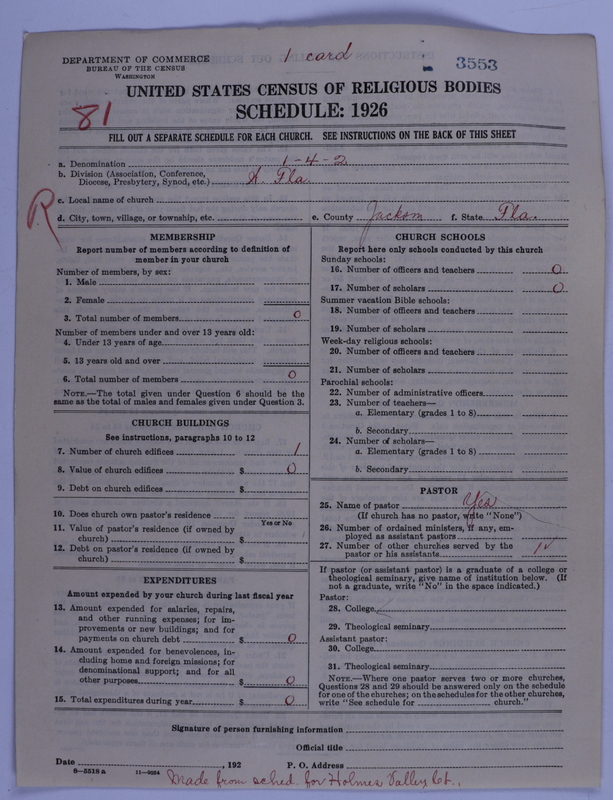 DEPARTMENT OF COMMERCE
BUREAU OF THE CENSUS
WASHINGTON
1 card
3553
81
UNITED STATES CENSUS OF RELIGIOUS BODIES
SCHEDULE: 1926
FILL OUT A SEPARATE SCHEDULE FOR EACH CHURCH. SEE INSTRUCTIONS ON THE BACK OF THIS SHEET
R
a. Denomination 1-4-2
b. Division (Association, Conference,
Diocese, Presbytery, Synod, etc.) A. Fla.
c. Local name of church
d. City, town, village, or township, etc. e. County Jackson f. State Fla.
MEMBERSHIP
Report number of members according to definition of
member in your church
Number of members, by sex:
1. Male
2. Female
3. Total number of members 0
Number of members under and over 13 years old:
4. Under 13 years of age
5. 13 years old and over
6. Total number of members 0
NOTE.—The total given under Question 6 should be the
same as the total of males and females given under Question 3.
CHURCH BUILDINGS
See instructions, paragraphs 10 to 12
7. Number of church edifices 1
8. Value of church edifices $ 0
9. Debt on church edifices $
10. Does church own pastor's residence
Yes or No
11. Value of pastor's residence (if owned by
church) $
12. Debt on pastor's residence (if owned by
church) $
EXPENDITURES
Amount expended by your church during last fiscal year
13. Amount expended for salaries, repairs,
and other running expenses; for im-
provements or new buildings; and for
payments on church debt $ 0
14. Amount expended for benevolences, in-
cluding home and foreign missions; for
denominational support; and for all
other purposes $ 0
15. Total expenditures during year $ 0
CHURCH SCHOOLS
Report here only schools conducted by this church
Sunday schools:
16. Number of officers and teachers 0
17. Number of scholars 0
Summer vacation Bible schools:
18. Number of officers and teachers
19. Number of scholars
Week-day religious schools:
20. Number of officers and teachers
21. Number of scholars
Parochial schools:
22. Number of administrative officers
23. Number of teachers—
a. Elementary (grades 1 to 8)
b. Secondary
24. Number of scholars—
a. Elementary (grades 1 to 8)
b. Secondary
PASTOR
25. Name of pastor Yes
(If church has no pastor, write "None")
26. Number of ordained ministers, if any, em-
ployed as assistant pastors
27. Number of other churches served by the
pastor or his assistants
If pastor (or assistant pastor) is a graduate of a college or
theological seminary, give name of institution below. (If
not a graduate, write "No" in the space indicated.)
Pastor:
28. College
29. Theological seminary
Assistant pastor:
30. College
31. Theological seminary
NOTE.—Where one pastor serves two or more churches,
Questions 28 and 29 should be answered only on the schedule
for one of the churches; on the schedules for the other churches,
write "See schedule for church."
Signature of person furnishing information
Official title
Date , 192 P. O. Address
8—5518 a 11—9264
Made from sched. for Holmes Valley Ct.,